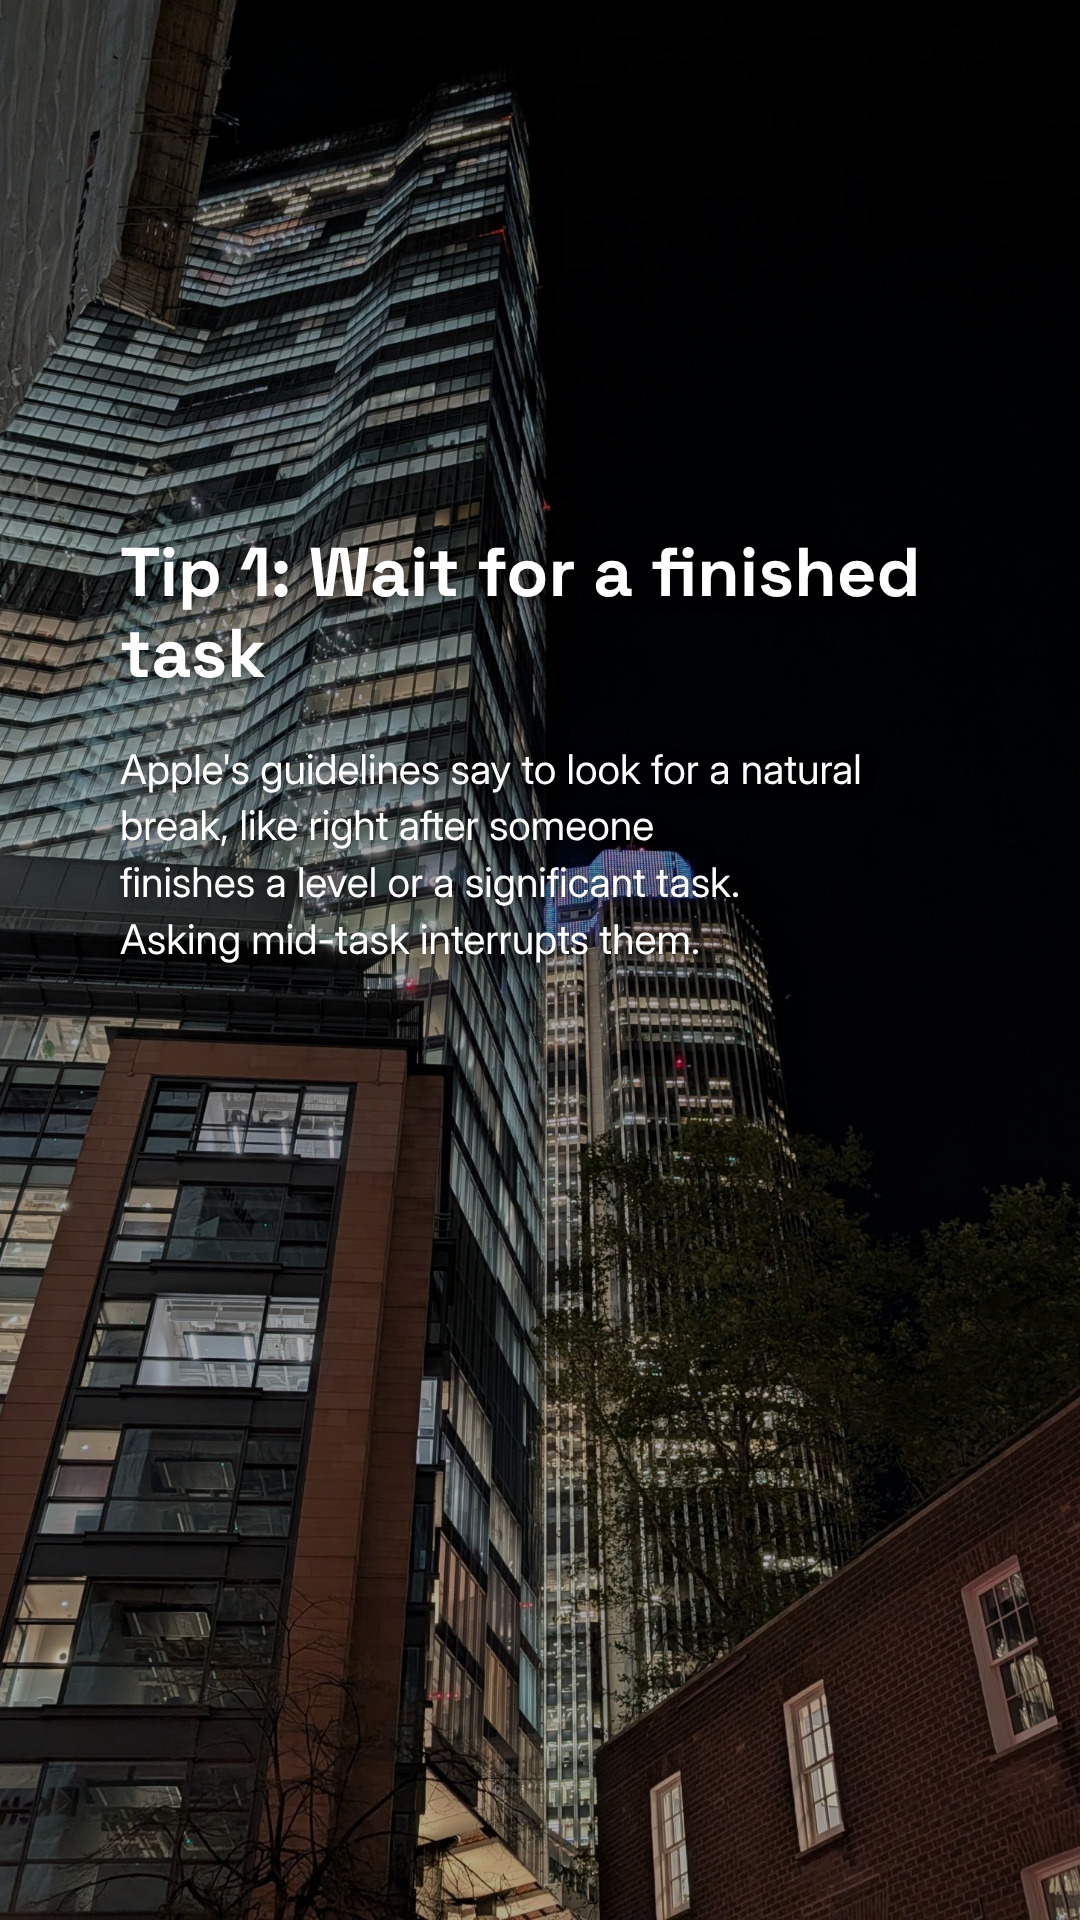 Tip 1: Wait for a finished
task
Apple's guidelines say to look for a natural
break, like right after someone
finishes a level or a significant task.
Asking mid-task interrupts them.